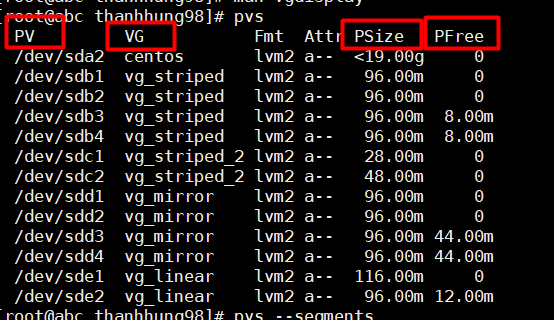 [root@abc thanhhung98]# man vgdisplay
[root@abc thanhhung98]# pvs
PV VG Fmt Attr PSize PFree
/dev/sda2 centos lvm2 a-- <19.00g 0
/dev/sdb1 vg_striped lvm2 a-- 96.00m 0
/dev/sdb2 vg_striped lvm2 a-- 96.00m 0
/dev/sdb3 vg_striped lvm2 a-- 96.00m 8.00m
/dev/sdb4 vg_striped lvm2 a-- 96.00m 8.00m
/dev/sdc1 vg_striped_2 lvm2 a-- 28.00m 0
/dev/sdc2 vg_striped_2 lvm2 a-- 48.00m 0
/dev/sdd1 vg_mirror lvm2 a-- 96.00m 0
/dev/sdd2 vg_mirror lvm2 a-- 96.00m 0
/dev/sdd3 vg_mirror lvm2 a-- 96.00m 44.00m
/dev/sdd4 vg_mirror lvm2 a-- 96.00m 44.00m
/dev/sde1 vg_linear lvm2 a-- 116.00m 0
/dev/sde2 vg_linear lvm2 a-- 96.00m 12.00m
[root@abc thanhhung98]# pvs --segments